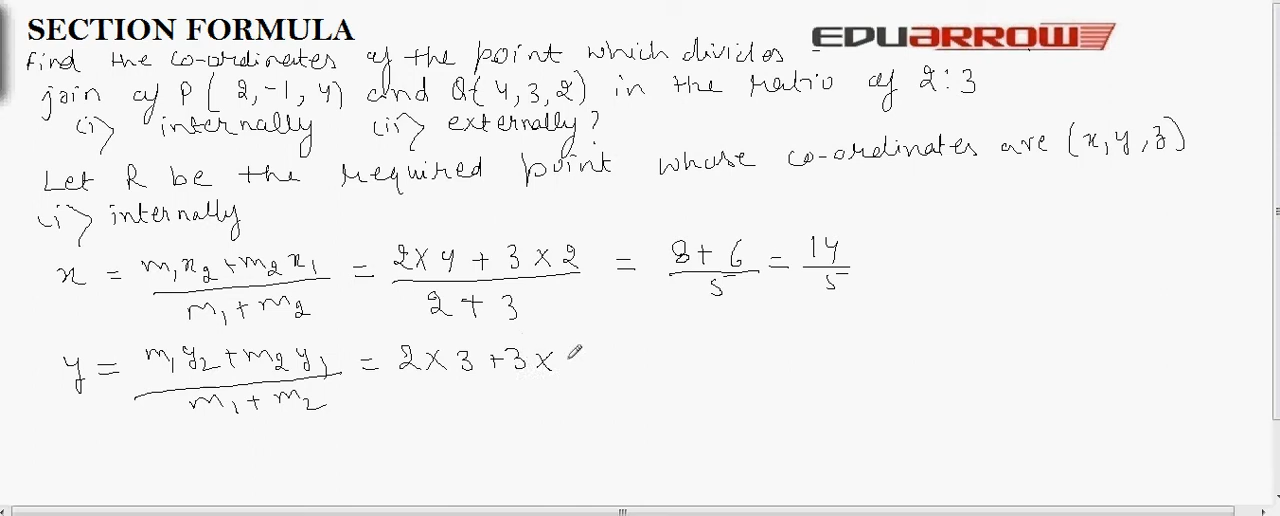 SECTION FORMULA
EDUARROW
Find the co-ordinates of the point which divides
join of P(2,-1,4) and Q(4,3,2) in the ratio of 2:3
(i) internally (ii) externally?
Let R be the required point whose co-ordinates are (x,y,z)
(i) internally
x = m₁x₂+m₂x₁ / m₁+m₂ = 2×4+3×2 / 2+3 = 8+6 / 5 = 14 / 5
y = m₁y₂+m₂y₁ / m₁+m₂ = 2×3+3×